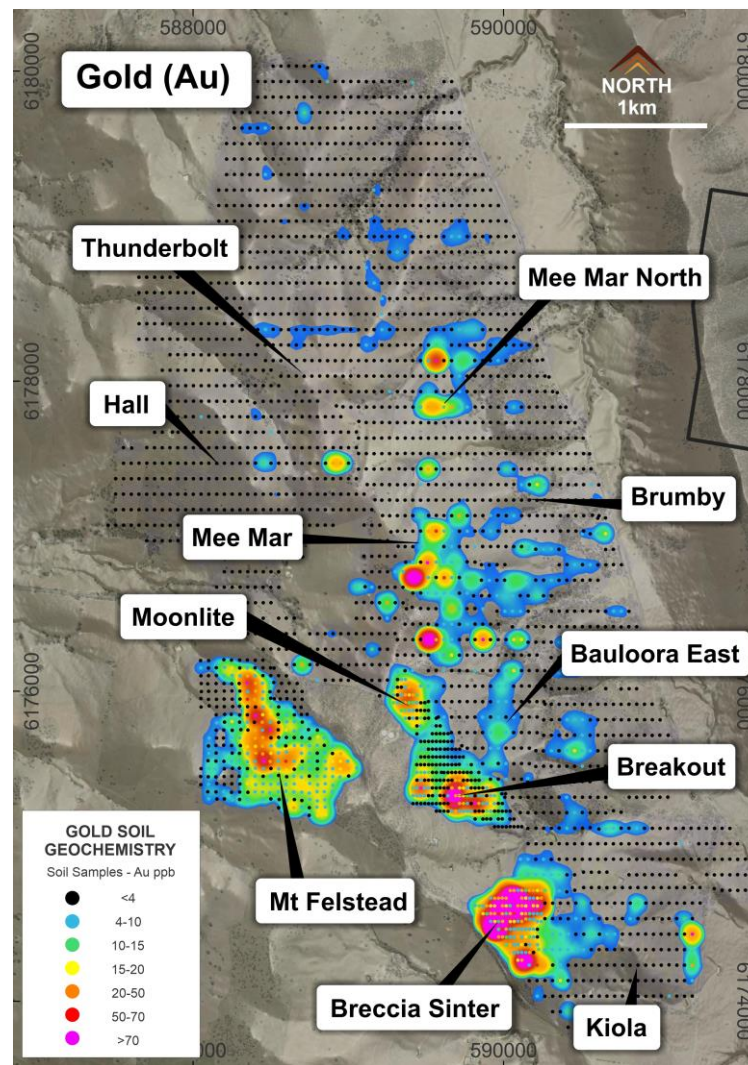 588000
590000
6180000
6180000
Gold (Au)
NORTH
1km
Thunderbolt
Mee Mar North
6178000
6178000
Hall
Brumby
Mee Mar
Moonlite
Bauloora East
6176000
6176000
Breakout
GOLD SOIL
GEOCHEMISTRY
Soil Samples - Au ppb
<4
4-10
10-15
15-20
20-50
50-70
>70
Mt Felstead
Breccia Sinter
Kiola
6174000
590000